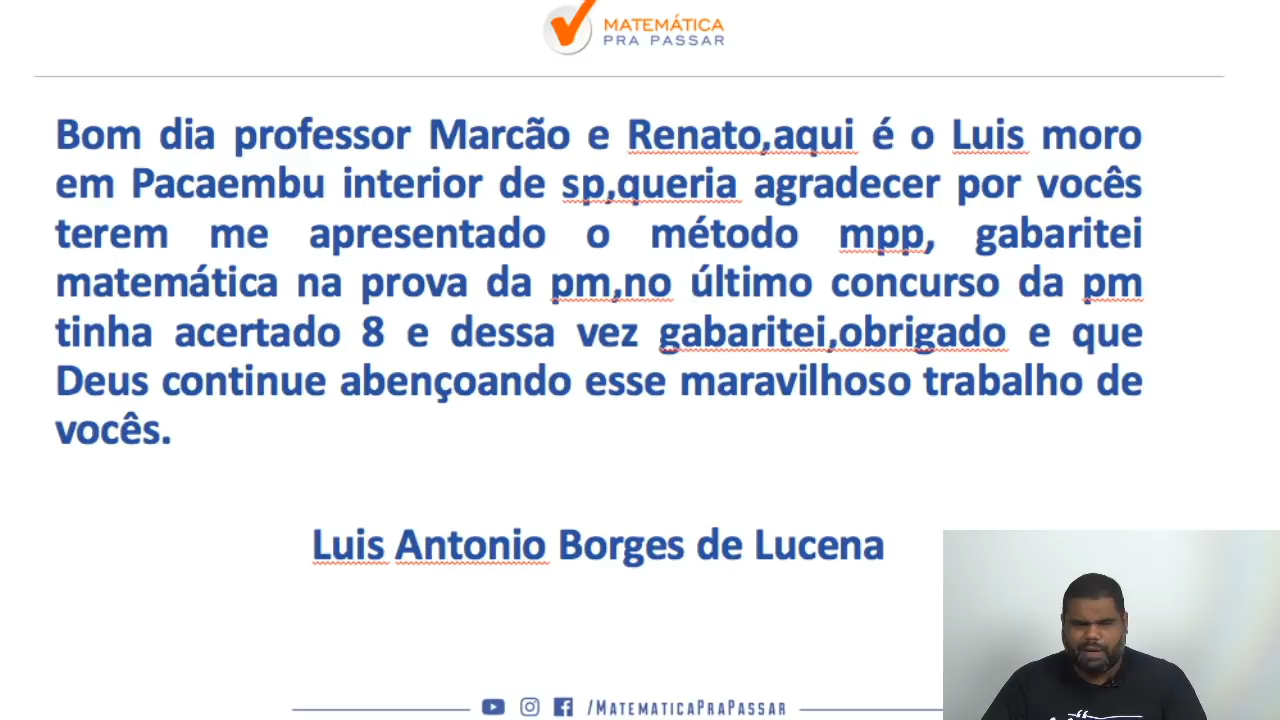 MATEMÁTICA
PRA PASSAR
Bom dia professor Marcão e Renato,aqui é o Luis moro
em Pacaembu interior de sp,queria agradecer por vocês
terem me apresentado o método mpp, gabaritei
matemática na prova da pm,no último concurso da pm
tinha acertado 8 e dessa vez gabaritei,obrigado e que
Deus continue abençoando esse maravilhoso trabalho de
vocês.
Luis Antonio Borges de Lucena
/MATEMATICAPRAPASSAR